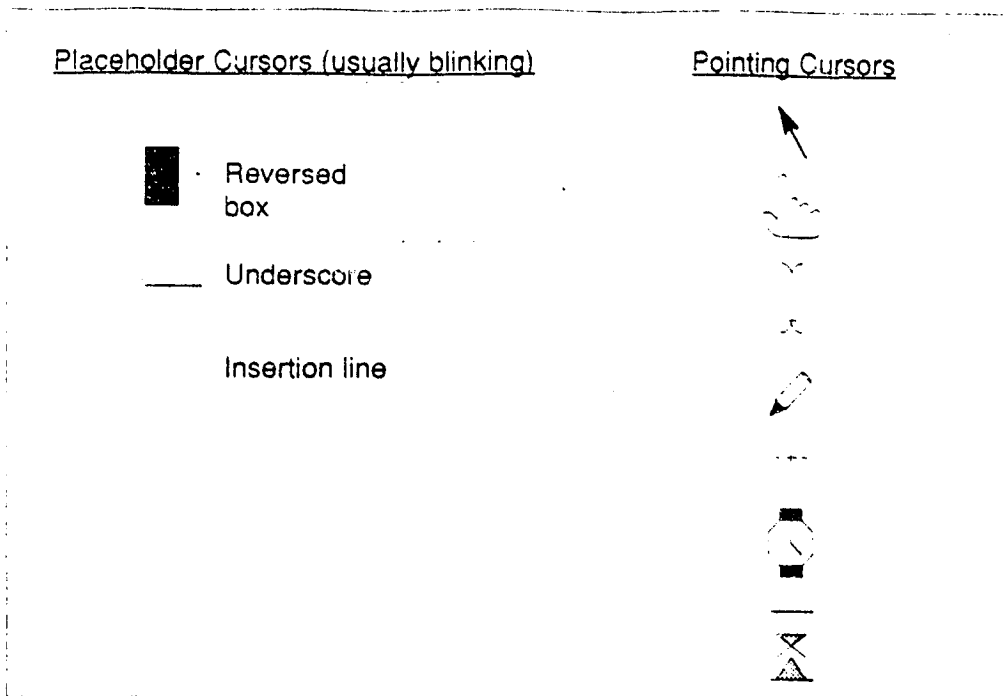 Placeholder Cursors (usually blinking)
Pointing Cursors
Reversed
box
Underscore
Insertion line